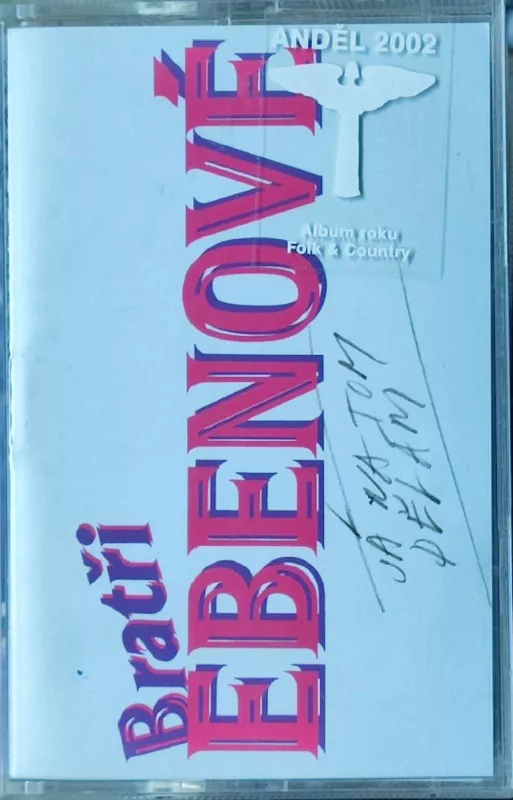 ANDĚL 2002
Album roku
Folk & Country
Bratři
EBENOVÉ
JÁ NA TOM
DĚLÁM